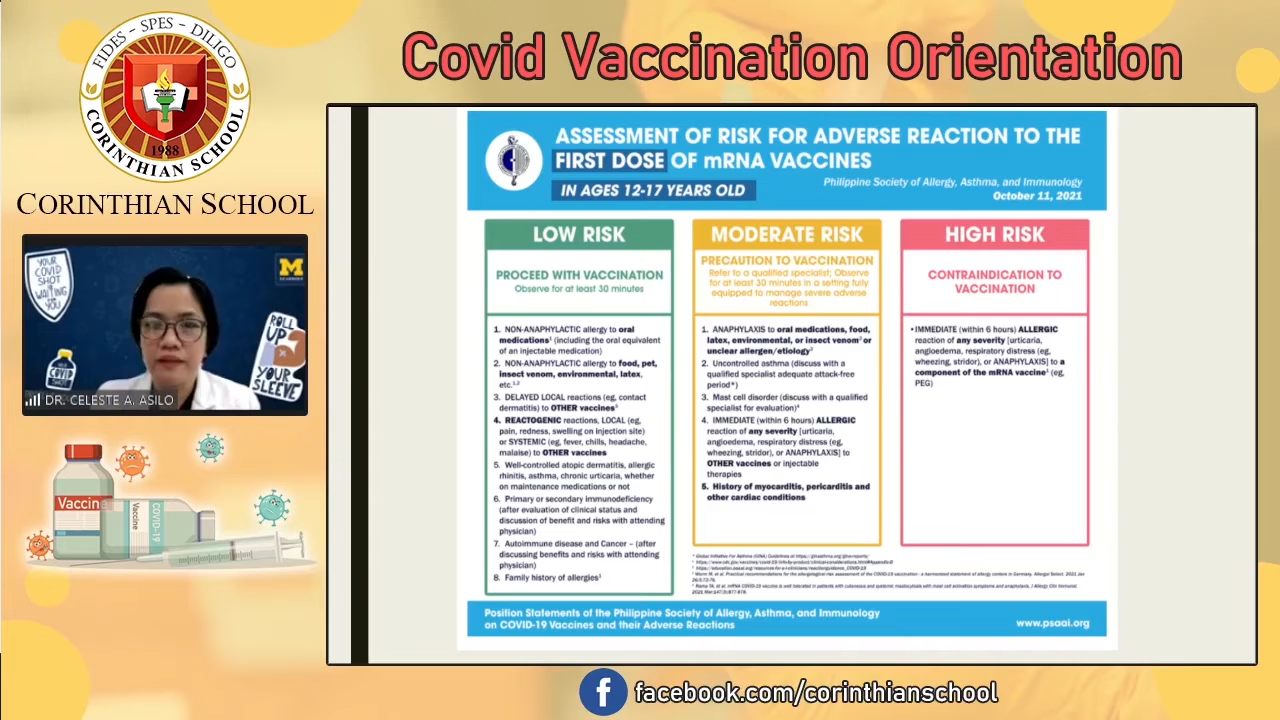 Covid Vaccination Orientation
FIDES - SPES - DILIGO
CORINTHIAN SCHOOL
1988
CORINTHIAN SCHOOL
YOUR
COVID
SHOT
IS
WAITING
YOU
M
ROLL
UP
YOUR
SLEEVE
DR. CELESTE A. ASILO
Vaccine
Vaccine
COVID-19
ASSESSMENT OF RISK FOR ADVERSE REACTION TO THE
FIRST DOSE OF mRNA VACCINES
IN AGES 12-17 YEARS OLD
Philippine Society of Allergy, Asthma, and Immunology
October 11, 2021
LOW RISK
PROCEED WITH VACCINATION
Observe for at least 30 minutes
1. NON-ANAPHYLACTIC allergy to oral
medications¹ (including the oral equivalent
of an injectable medication)
2. NON-ANAPHYLACTIC allergy to food, pet,
insect venom, environmental, latex,
etc.¹,²
3. DELAYED LOCAL reactions (eg, contact
dermatitis) to OTHER vaccines³
4. REACTOGENIC reactions, LOCAL (eg,
pain, redness, swelling on injection site)
or SYSTEMIC (eg, fever, chills, headache,
malaise) to OTHER vaccines
5. Well-controlled atopic dermatitis, allergic
rhinitis, asthma, chronic urticaria, whether
on maintenance medications or not
6. Primary or secondary immunodeficiency
(after evaluation of clinical status and
discussion of benefit and risks with attending
physician)
7. Autoimmune disease and Cancer – (after
discussing benefits and risks with attending
physician)
8. Family history of allergies
MODERATE RISK
PRECAUTION TO VACCINATION
Refer to a qualified specialist; Observe
for at least 30 minutes in a setting fully
equipped to manage severe adverse
reactions
1. ANAPHYLAXIS to oral medications, food,
latex, environmental, or insect venom or
unclear allergen/etiology
2. Uncontrolled asthma (discuss with a
qualified specialist adequate attack-free
period*)
3. Mast cell disorder (discuss with a qualified
specialist for evaluation)⁴
4. IMMEDIATE (within 6 hours) ALLERGIC
reaction of any severity [urticaria,
angioedema, respiratory distress (eg,
wheezing, stridor), or ANAPHYLAXIS] to
OTHER vaccines or injectable
therapies
5. History of myocarditis, pericarditis and
other cardiac conditions
HIGH RISK
CONTRAINDICATION TO
VACCINATION
• IMMEDIATE (within 6 hours) ALLERGIC
reaction of any severity [urticaria,
angioedema, respiratory distress (eg,
wheezing, stridor), or ANAPHYLAXIS] to a
component of the mRNA vaccine¹ (eg,
PEG)
Position Statements of the Philippine Society of Allergy, Asthma, and Immunology
on COVID-19 Vaccines and their Adverse Reactions
www.psaai.org
facebook.com/corinthianschool